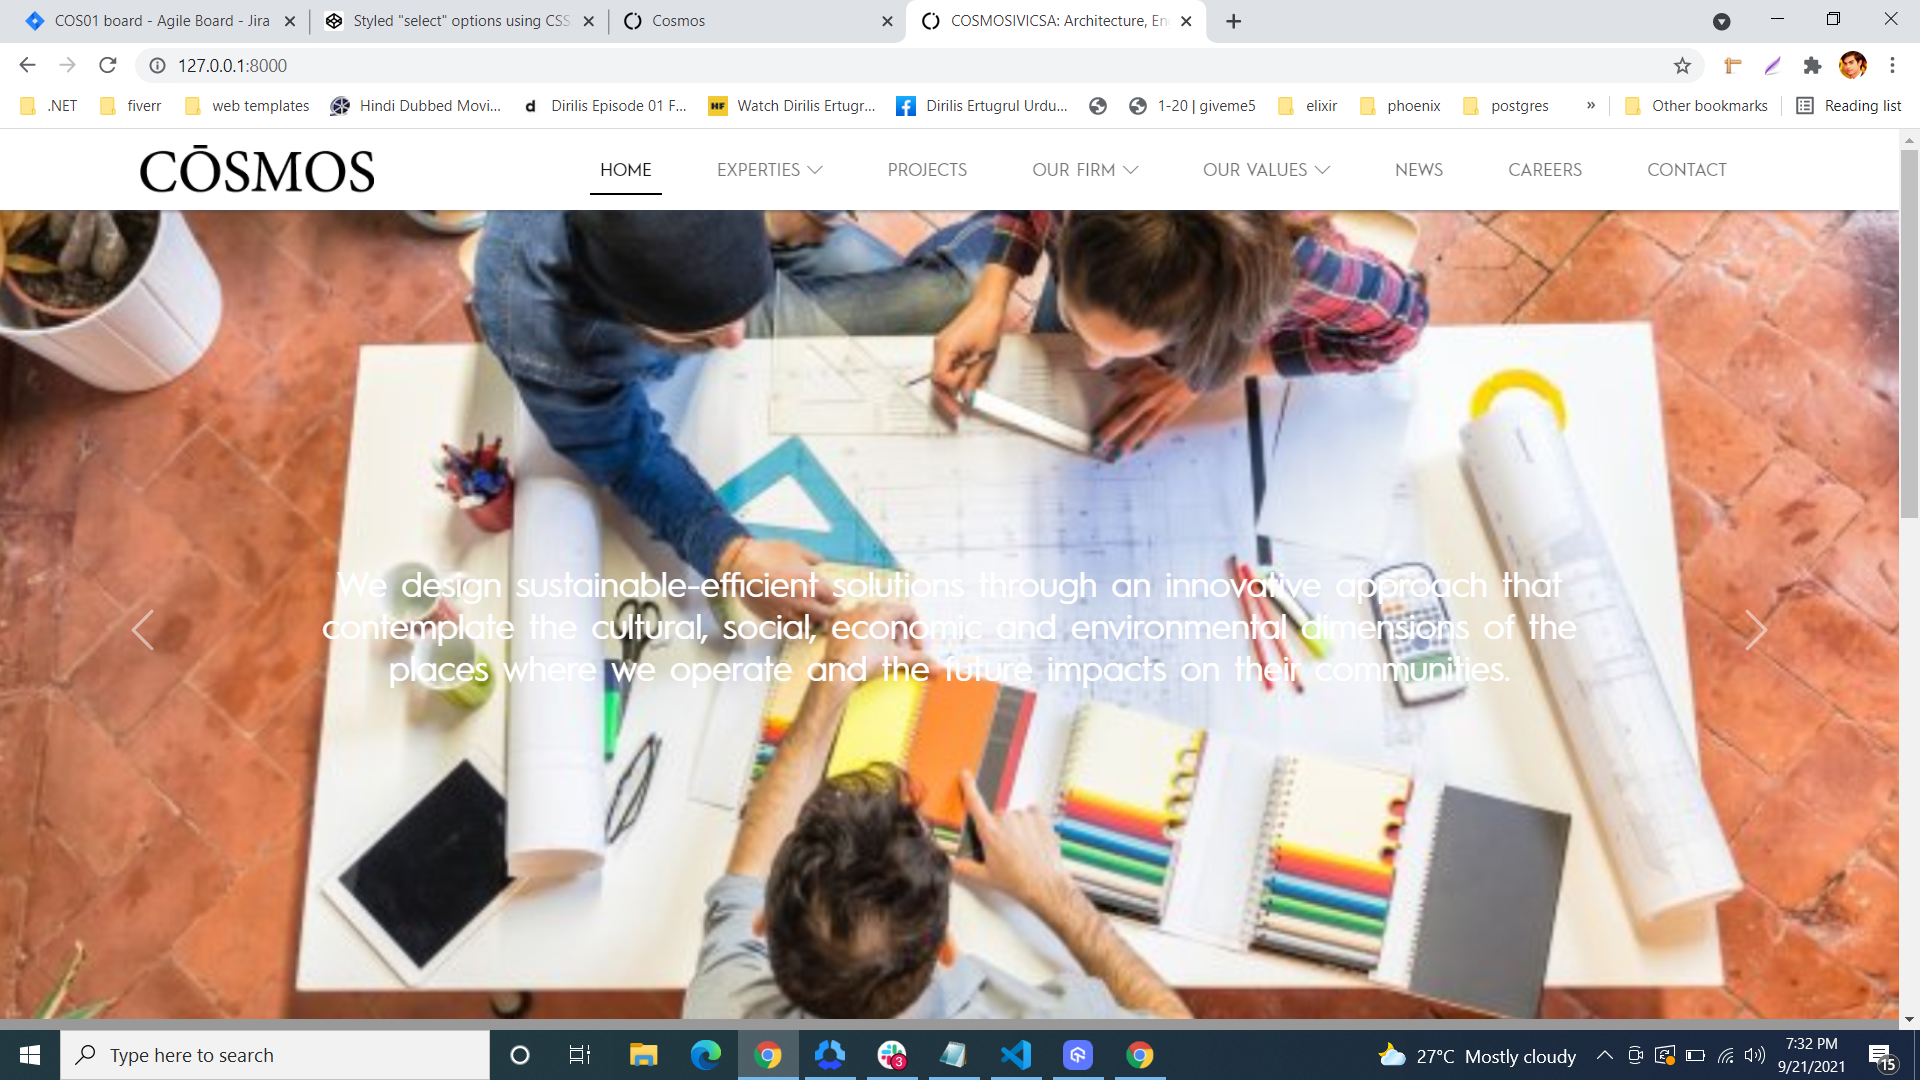 COS01 board - Agile Board - Jira
Styled "select" options using CSS
Cosmos
COSMOSIVICSA: Architecture, En
127.0.0.1:8000
.NET
fiverr
web templates
Hindi Dubbed Movi...
Dirilis Episode 01 F...
HF
Watch Dirilis Ertugr...
Dirilis Ertugrul Urdu...
1-20 | giveme5
elixir
phoenix
postgres
»
Other bookmarks
Reading list
CŌSMOS
HOME
EXPERTIES
PROJECTS
OUR FIRM
OUR VALUES
NEWS
CAREERS
CONTACT
We design sustainable-efficient solutions through an innovative approach that
contemplate the cultural, social, economic and environmental dimensions of the
places where we operate and the future impacts on their communities.
Type here to search
3
27°C Mostly cloudy
7:32 PM
9/21/2021
15